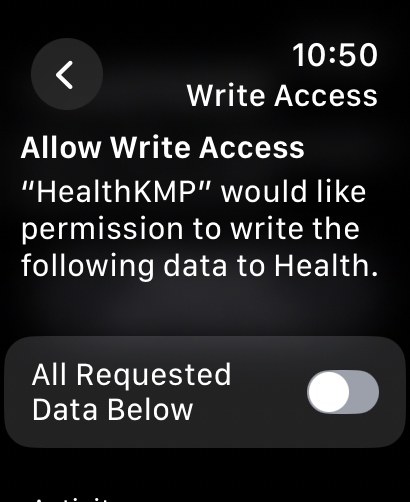 10:50
Write Access
Allow Write Access
“HealthKMP” would like
permission to write the
following data to Health.
All Requested
Data Below